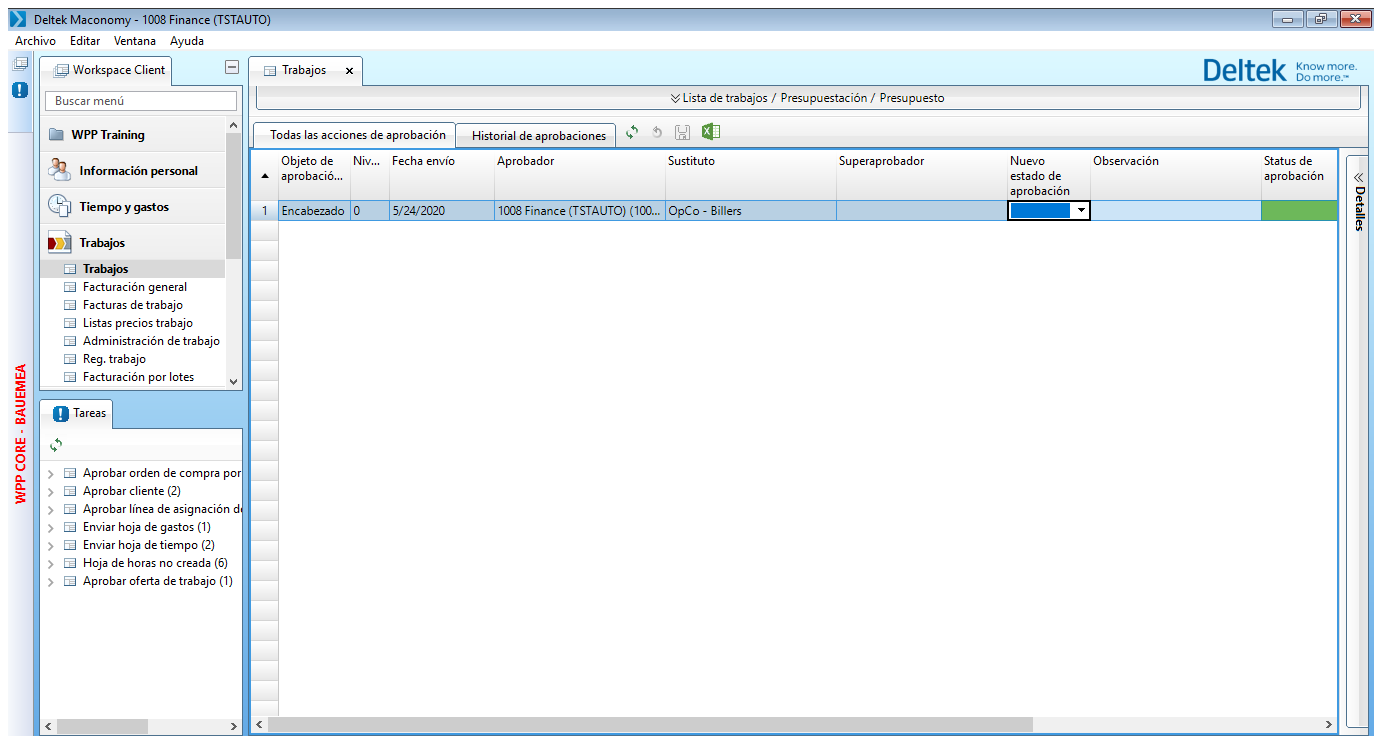 Deltek Maconomy - 1008 Finance (TSTAUTO)
Archivo Editar Ventana Ayuda
Workspace Client
Trabajos
Deltek Know more. Do more.™
Buscar menú
Lista de trabajos / Presupuestación / Presupuesto
WPP Training
Información personal
Tiempo y gastos
Trabajos
Trabajos
Facturación general
Facturas de trabajo
Listas precios trabajo
Administración de trabajo
Reg. trabajo
Facturación por lotes
Todas las acciones de aprobación
Historial de aprobaciones
Objeto de aprobació... Niv... Fecha envío Aprobador Sustituto Superaprobador Nuevo estado de aprobación Observación Status de aprobación
1 Encabezado 0 5/24/2020 1008 Finance (TSTAUTO) (100... OpCo - Billers
Detalles
WPP CORE - BAUEMEA
Tareas
Aprobar orden de compra por
Aprobar cliente (2)
Aprobar línea de asignación de
Enviar hoja de gastos (1)
Enviar hoja de tiempo (2)
Hoja de horas no creada (6)
Aprobar oferta de trabajo (1)